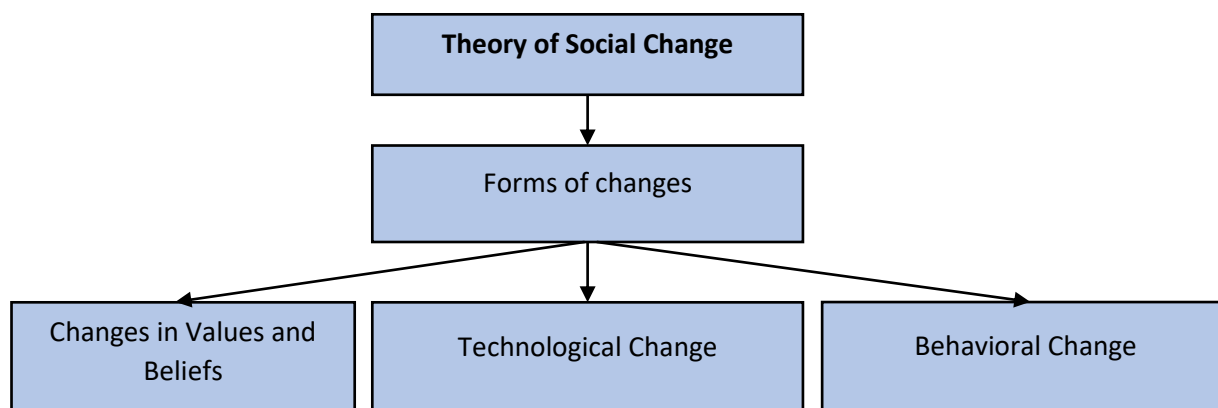 Theory of Social Change
Forms of changes
Changes in Values and
Beliefs
Technological Change
Behavioral Change